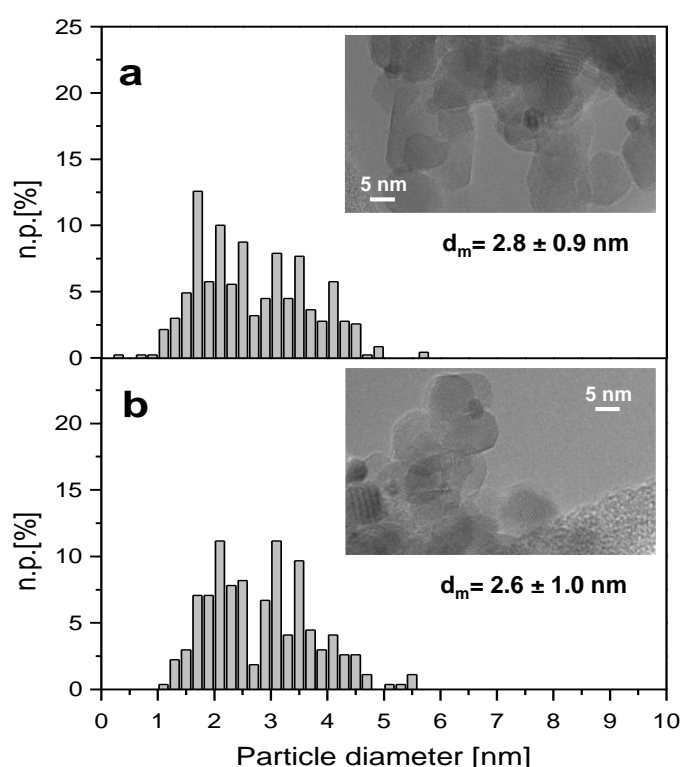 25
a
5 nm
20
15
dₘ= 2.8 ± 0.9 nm
n.p.[%]
10
5
0
b
5 nm
20
15
dₘ= 2.6 ± 1.0 nm
n.p.[%]
10
5
0
0 1 2 3 4 5 6 7 8 9 10
Particle diameter [nm]